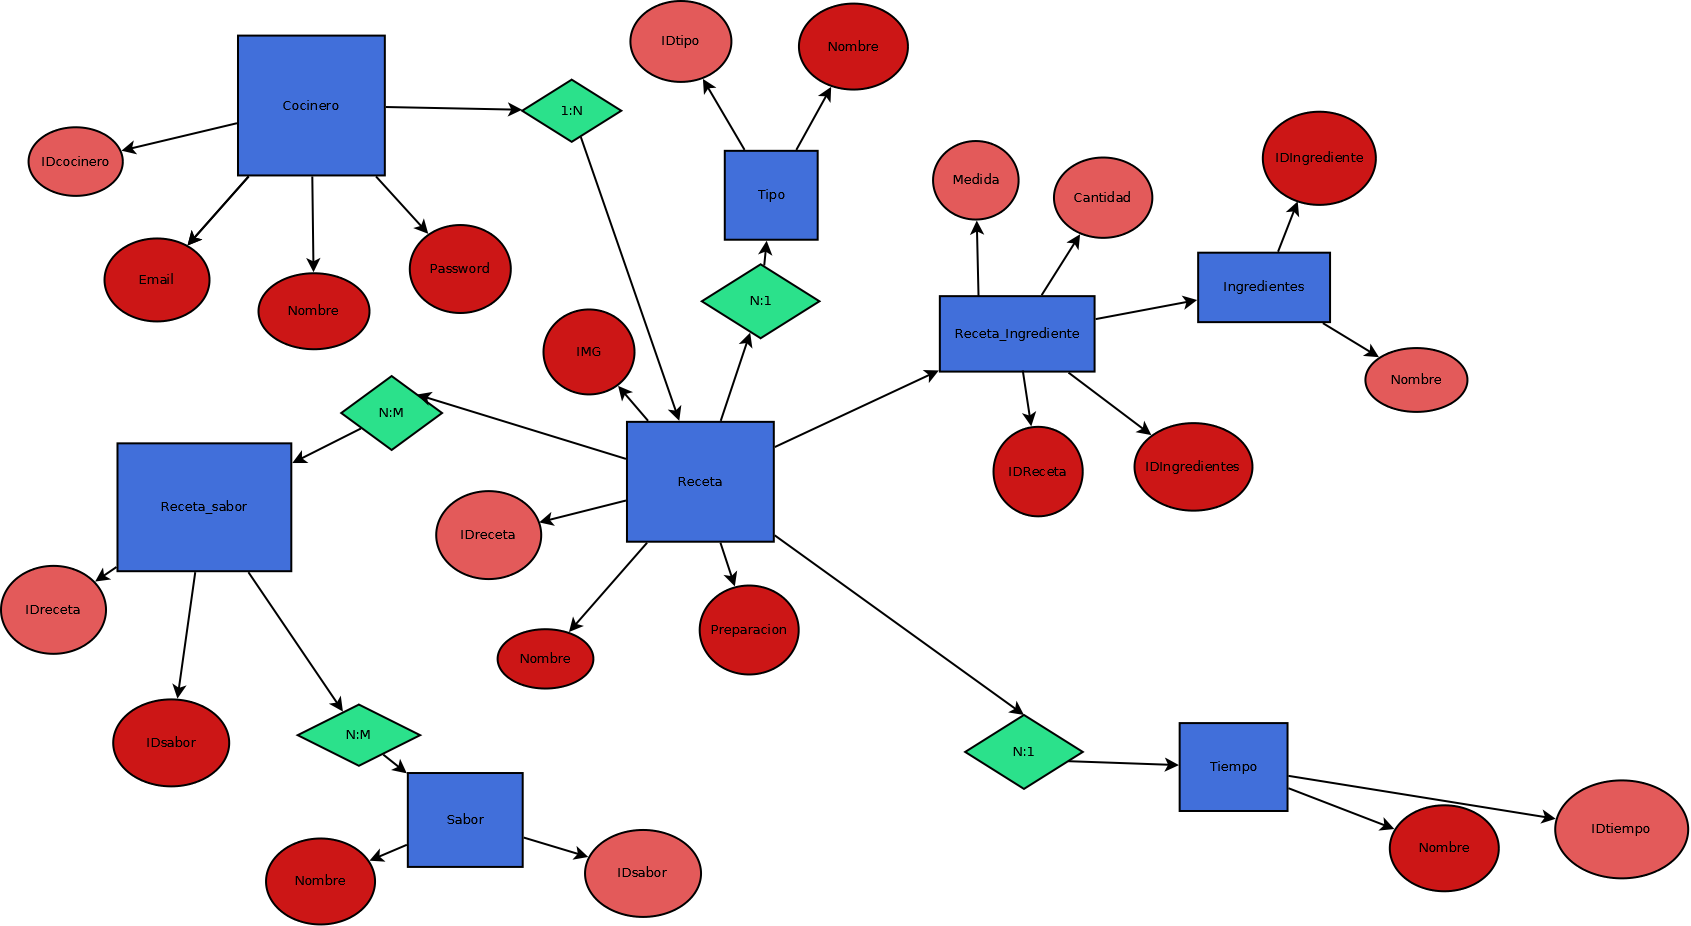 IDtipo
Nombre
Cocinero
1:N
IDcocinero
IDIngrediente
Medida
Cantidad
Tipo
Email
Nombre
Password
N:1
Ingredientes
IMG
Receta_Ingrediente
Nombre
N:M
Receta
IDReceta
IDIngredientes
Receta_sabor
IDreceta
IDreceta
Nombre
Preparacion
IDsabor
N:M
N:1
Tiempo
Sabor
Nombre
IDtiempo
Nombre
IDsabor